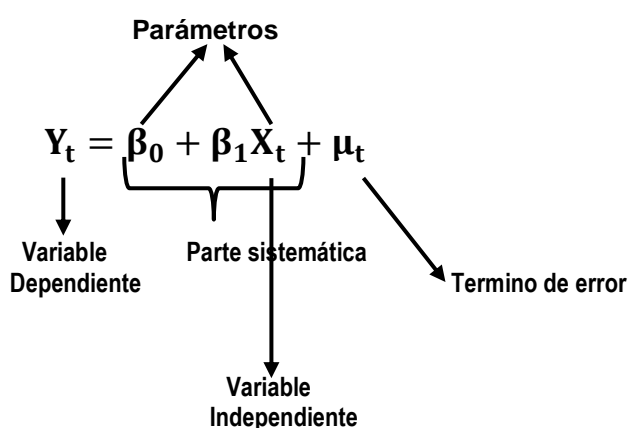 Parámetros
Yₜ = β₀ + β₁Xₜ + μₜ
Variable
Dependiente
Parte sistemática
Termino de error
Variable
Independiente